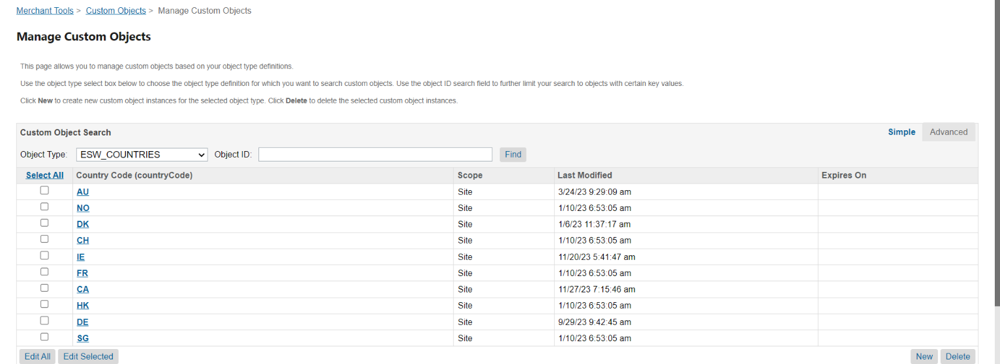 Merchant Tools > Custom Objects > Manage Custom Objects
Manage Custom Objects
This page allows you to manage custom objects based on your object type definitions.
Use the object type select box below to choose the object type definition for which you want to search custom objects. Use the object ID search field to further limit your search to objects with certain key values.
Click New to create new custom object instances for the selected object type. Click Delete to delete the selected custom object instances.
Custom Object Search Simple Advanced
Object Type: ESW_COUNTRIES Object ID: Find
Select All Country Code (countryCode) Scope Last Modified Expires On
AU Site 3/24/23 9:29:09 am
NO Site 1/10/23 6:53:05 am
DK Site 1/6/23 11:37:17 am
CH Site 1/10/23 6:53:05 am
IE Site 11/20/23 5:41:47 am
FR Site 1/10/23 6:53:05 am
CA Site 11/27/23 7:15:46 am
HK Site 1/10/23 6:53:05 am
DE Site 9/29/23 9:42:45 am
SG Site 1/10/23 6:53:05 am
Edit All Edit Selected New Delete